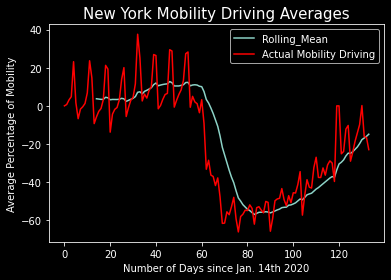 New York Mobility Driving Averages
Rolling_Mean
Actual Mobility Driving
Average Percentage of Mobility
40
20
0
−20
−40
−60
0 20 40 60 80 100 120
Number of Days since Jan. 14th 2020